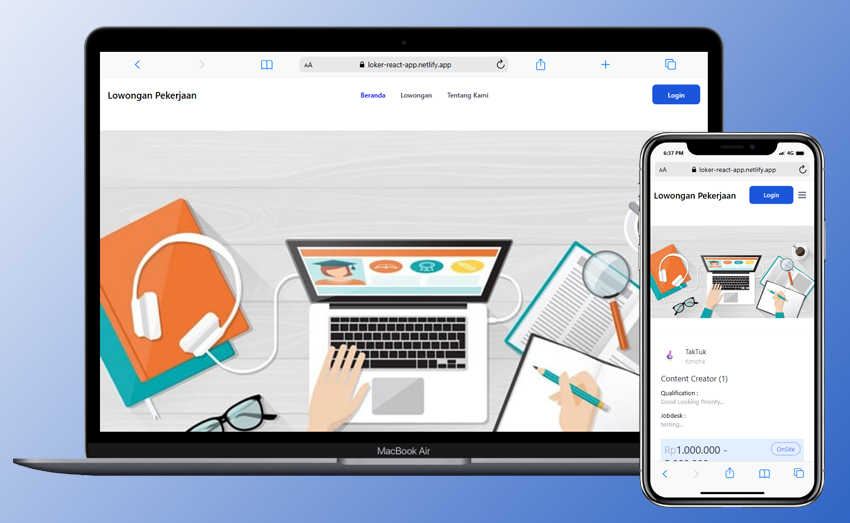 AA loker-react-app.netlify.app
Lowongan Pekerjaan Beranda Lowongan Tentang Kami Login
MacBook Air
6:37 PM 4G
AA loker-react-app.netlify.app
Lowongan Pekerjaan Login
TakTuk
Konoha
Content Creator (1)
Qualification :
Good Looking Priority...
Jobdesk :
testing...
Rp1.000.000 - OnSite